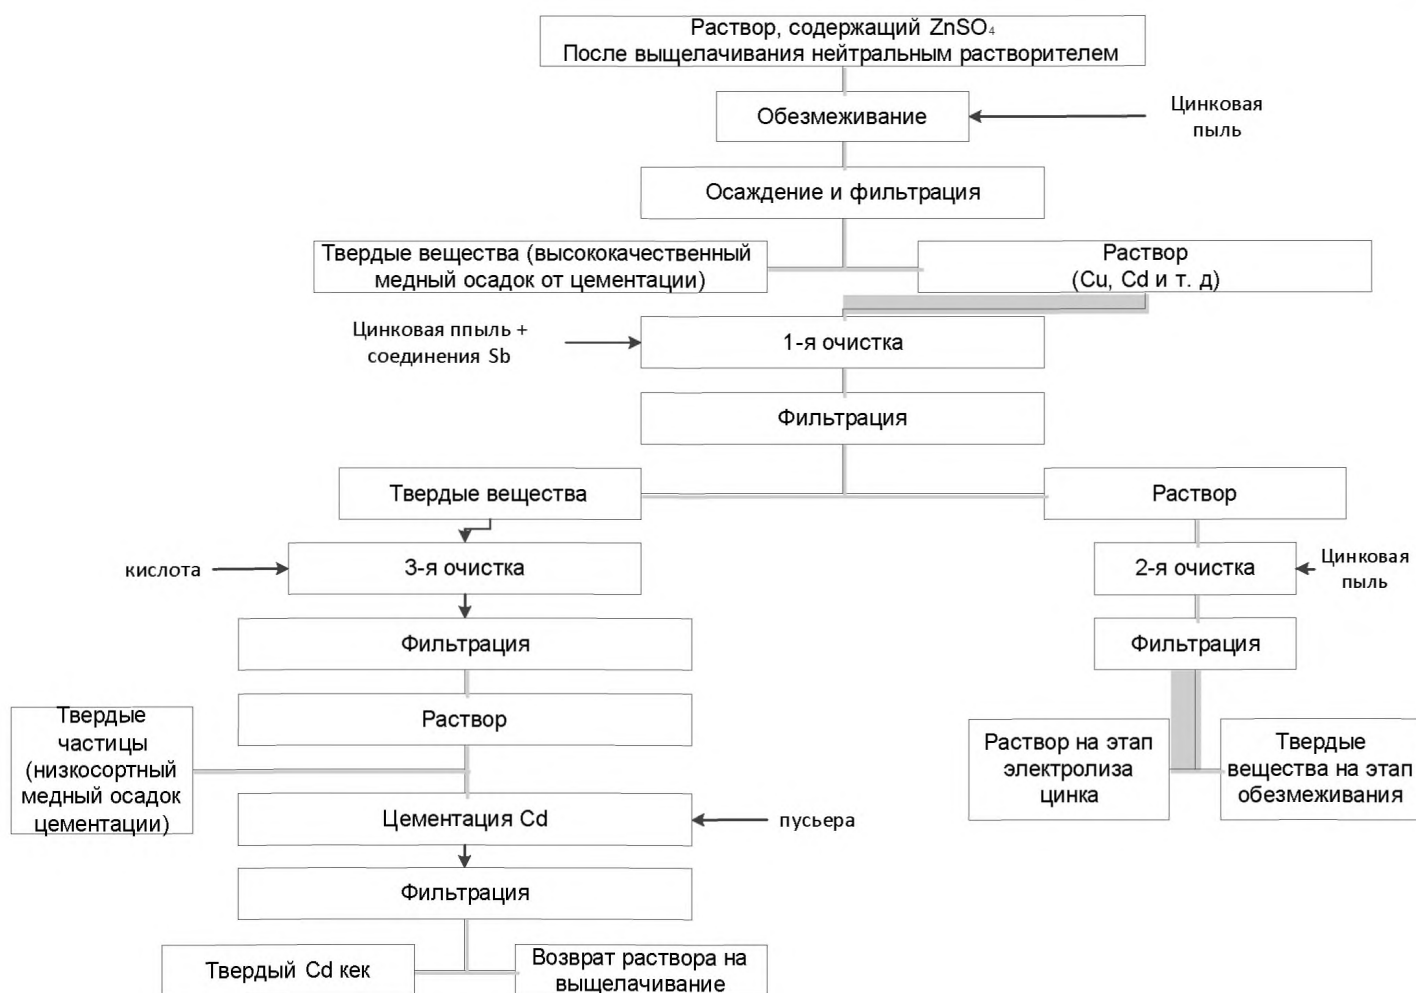 Раствор, содержащий ZnSO₄
После выщелачивания нейтральным растворителем
Обезмеживание
Цинковая
пыль
Осаждение и фильтрация
Твердые вещества (высококачественный
медный осадок от цементации)
Раствор
(Cu, Cd и т. д)
Цинковая ппыль +
соединения Sb
1-я очистка
Фильтрация
Твердые вещества
Раствор
кислота
3-я очистка
2-я очистка
Цинковая
пыль
Фильтрация
Фильтрация
Раствор
Твердые
частицы
(низкосортный
медный осадок
цементации)
Раствор на этап
электролиза
цинка
Твердые
вещества на этап
обезмеживания
Цементация Cd
пусьера
Фильтрация
Твердый Cd кек
Возврат раствора на
выщелачивание